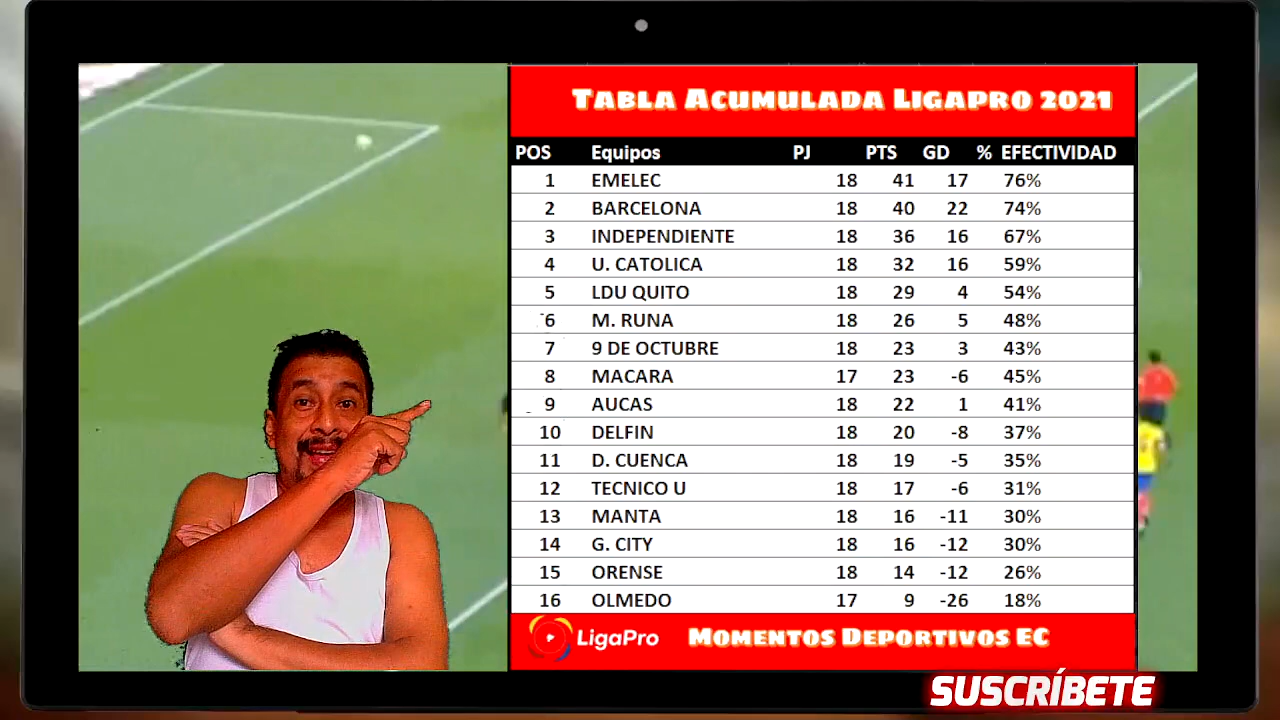 TABLA ACUMULADA LIGAPRO 2021
POS Equipos PJ PTS GD % EFECTIVIDAD
1 EMELEC 18 41 17 76%
2 BARCELONA 18 40 22 74%
3 INDEPENDIENTE 18 36 16 67%
4 U. CATOLICA 18 32 16 59%
5 LDU QUITO 18 29 4 54%
6 M. RUNA 18 26 5 48%
7 9 DE OCTUBRE 18 23 3 43%
8 MACARA 17 23 -6 45%
9 AUCAS 18 22 1 41%
10 DELFIN 18 20 -8 37%
11 D. CUENCA 18 19 -5 35%
12 TECNICO U 18 17 -6 31%
13 MANTA 18 16 -11 30%
14 G. CITY 18 16 -12 30%
15 ORENSE 18 14 -12 26%
16 OLMEDO 17 9 -26 18%
LigaPro MOMENTOS DEPORTIVOS EC
SUSCRÍBETE